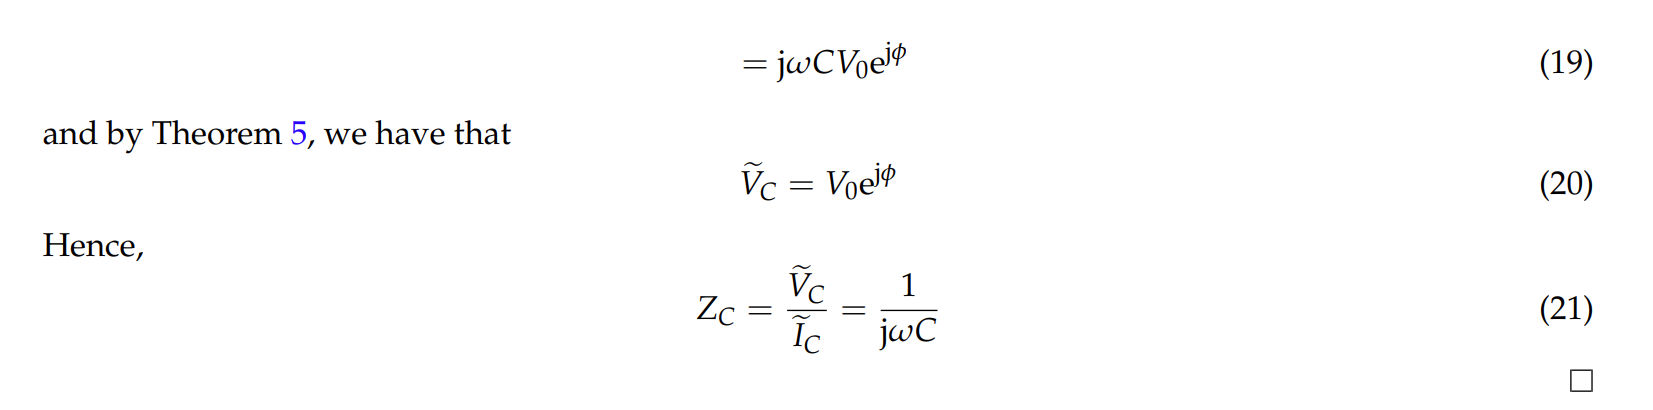 = jωCV₀e^{jϕ} (19)
and by Theorem 5, we have that
Ṽ_C = V₀e^{jϕ} (20)
Hence,
Z_C = Ṽ_C / Ĩ_C = 1 / jωC (21)
□